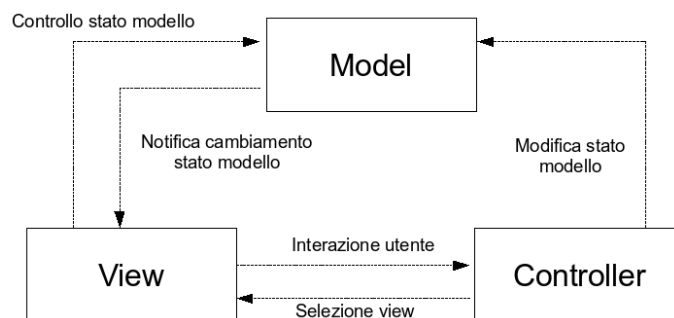 Controllo stato modello
Model
Notifica cambiamento
stato modello
Modifica stato
modello
View
Interazione utente
Controller
Selezione view